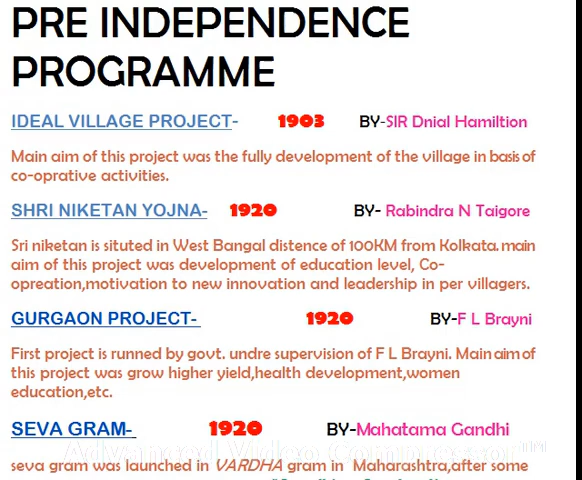 PRE INDEPENDENCE
PROGRAMME
IDEAL VILLAGE PROJECT- 1903 BY-SIR Dnial Hamiltion
Main aim of this project was the fully development of the village in basis of
co-oprative activities.
SHRI NIKETAN YOJNA- 1920 BY- Rabindra N Taigore
Sri niketan is situted in West Bangal distence of 100KM from Kolkata. main
aim of this project was development of education level, Co-
opreation,motivation to new innovation and leadership in per villagers.
GURGAON PROJECT- 1920 BY-F L Brayni
First project is runned by govt. undre supervision of F L Brayni. Main aim of
this project was grow higher yield,health development,women
education,etc.
SEVA GRAM- 1920 BY-Mahatama Gandhi
Advanced Video Compressor™
seva gram was launched in VARDHA gram in Maharashtra,after some